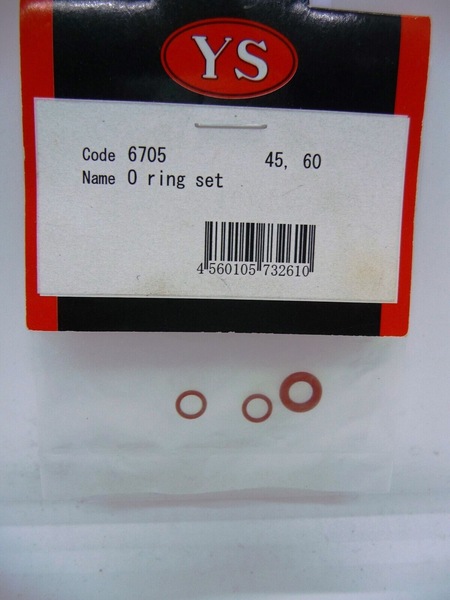 YS
Code 6705 45, 60
Name O ring set
4 560105 732610